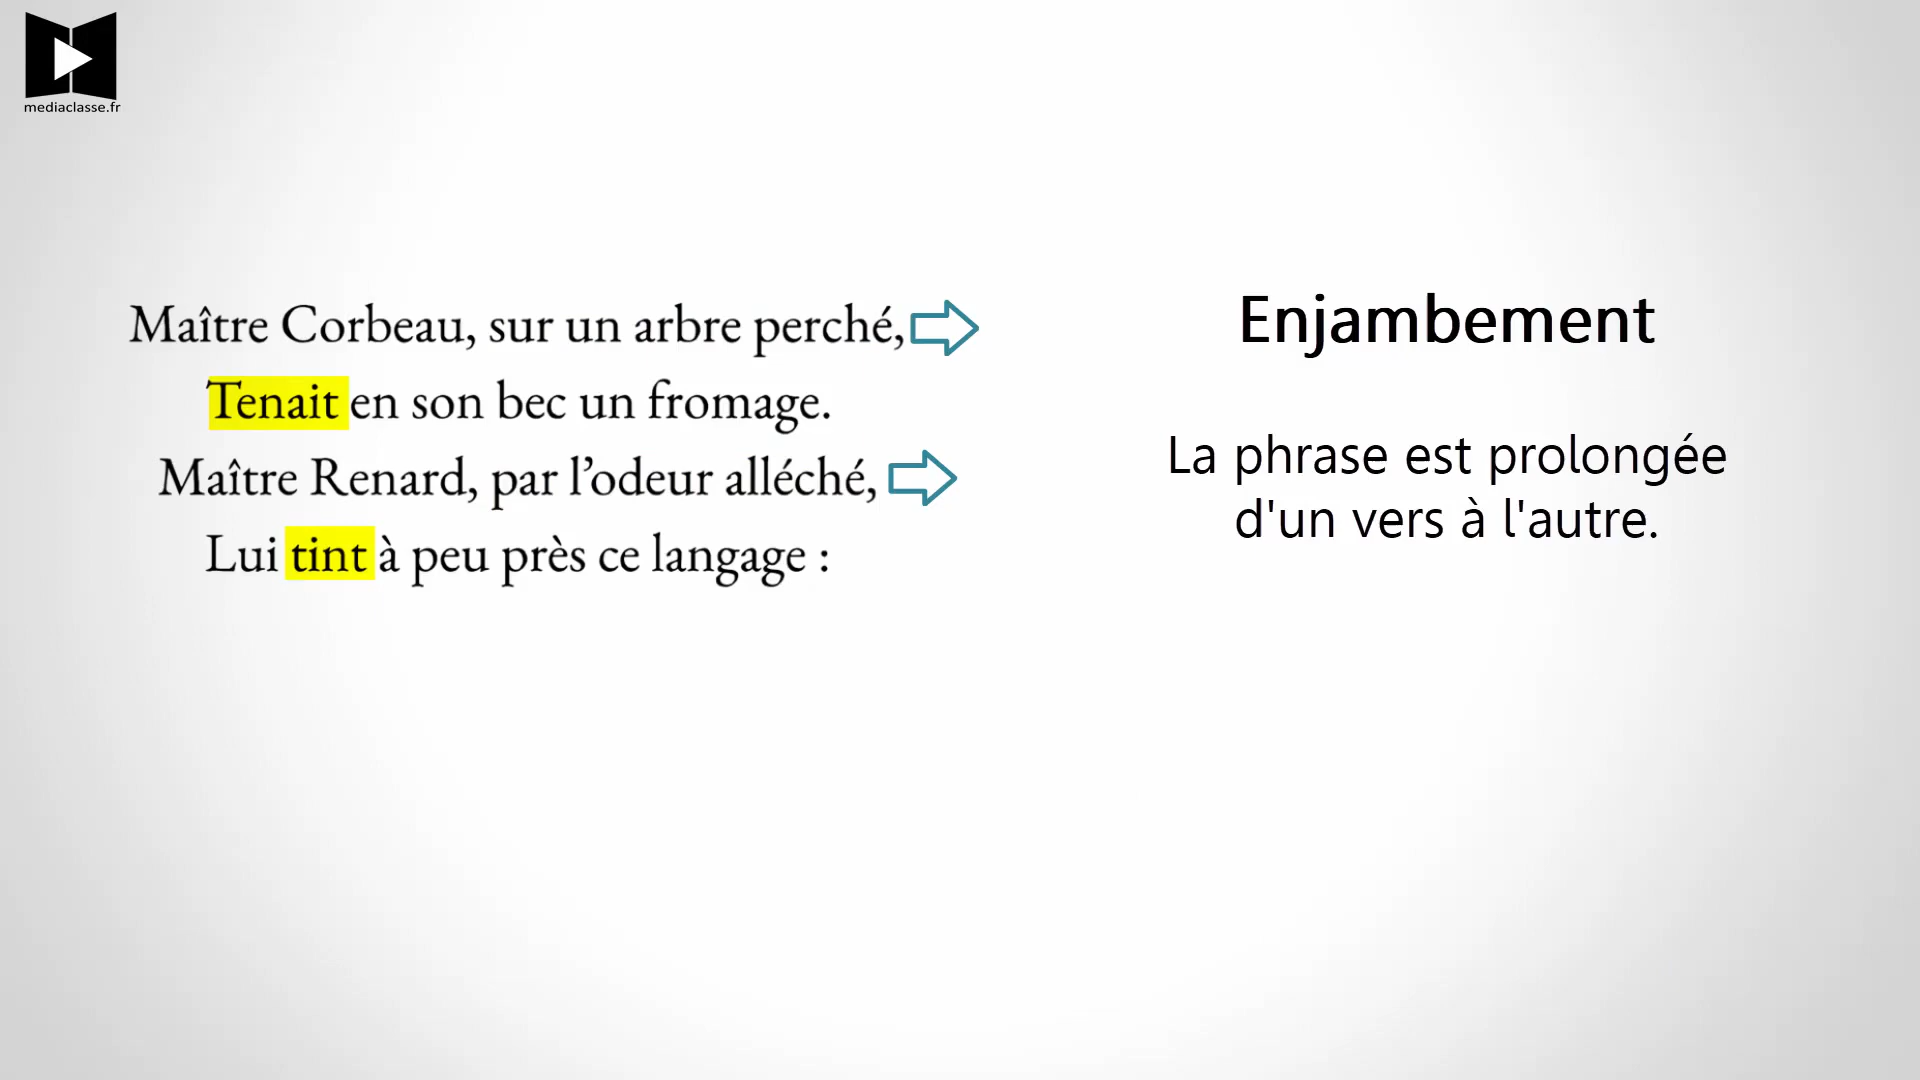 mediaclasse.fr
Maître Corbeau, sur un arbre perché,
Tenait en son bec un fromage.
Maître Renard, par l’odeur alléché,
Lui tint à peu près ce langage :
Enjambement
La phrase est prolongée
d'un vers à l'autre.